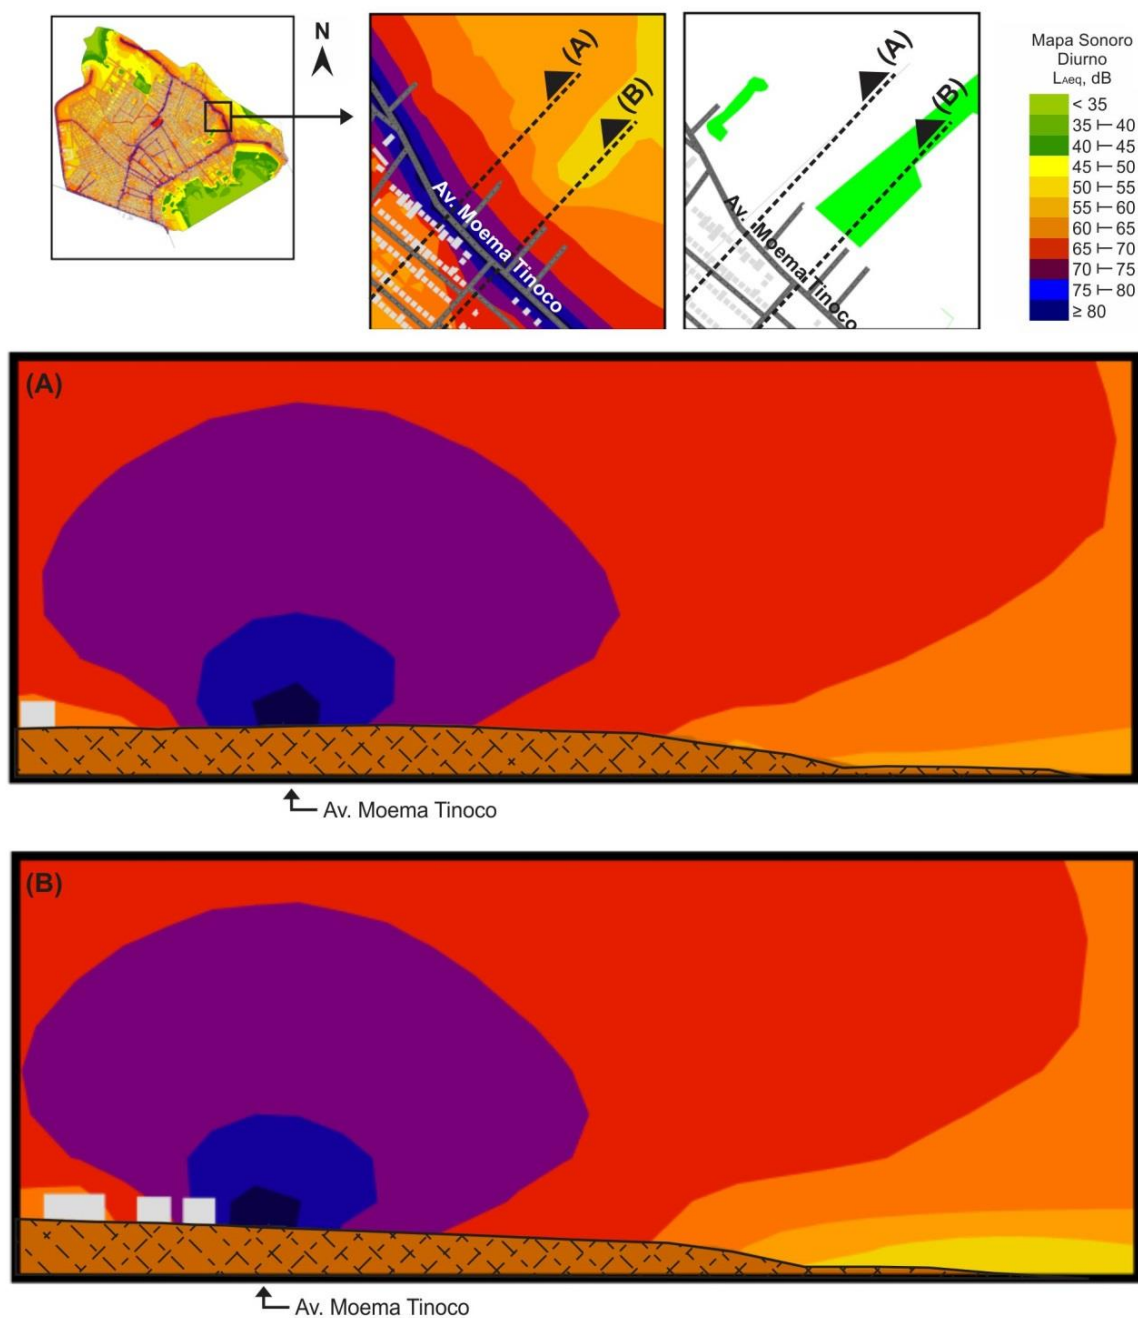 N
(A)
(B)
Av. Moema Tinoco
(A)
(B)
Av. Moema Tinoco
Mapa Sonoro
Diurno
LAeq, dB
< 35
35 ⊢ 40
40 ⊢ 45
45 ⊢ 50
50 ⊢ 55
55 ⊢ 60
60 ⊢ 65
65 ⊢ 70
70 ⊢ 75
75 ⊢ 80
≥ 80
(A)
Av. Moema Tinoco
(B)
Av. Moema Tinoco